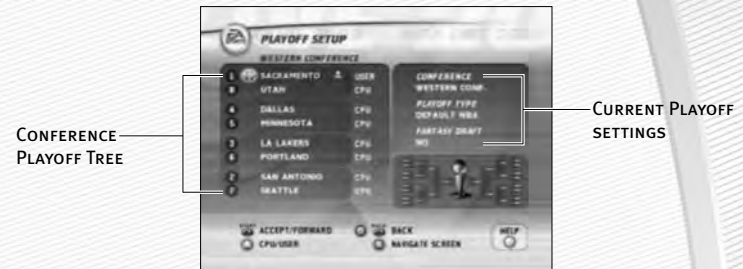 EA
PLAYOFF SETUP
WESTERN CONFERENCE
1 SACRAMENTO USER
8 UTAH CPU
4 DALLAS CPU
5 MINNESOTA CPU
3 LA LAKERS CPU
6 PORTLAND CPU
2 SAN ANTONIO CPU
7 SEATTLE CPU
CONFERENCE
WESTERN CONF.
PLAYOFF TYPE
DEFAULT NBA
FANTASY DRAFT
NO
START ACCEPT/FORWARD
BACK BACK
CPU/USER
NAVIGATE SCREEN
HELP
CONFERENCE
PLAYOFF TREE
CURRENT PLAYOFF
SETTINGS